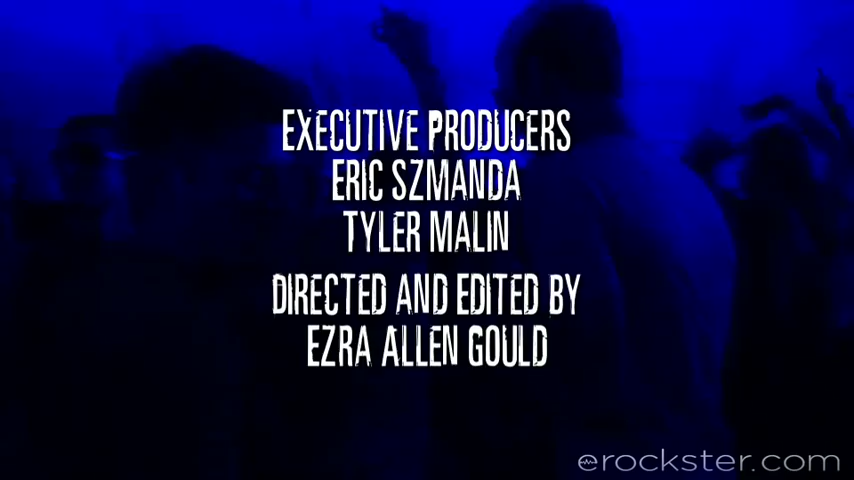 EXECUTIVE PRODUCERS
ERIC SZMANDA
TYLER MALIN
DIRECTED AND EDITED BY
EZRA ALLEN GOULD
erockster.com